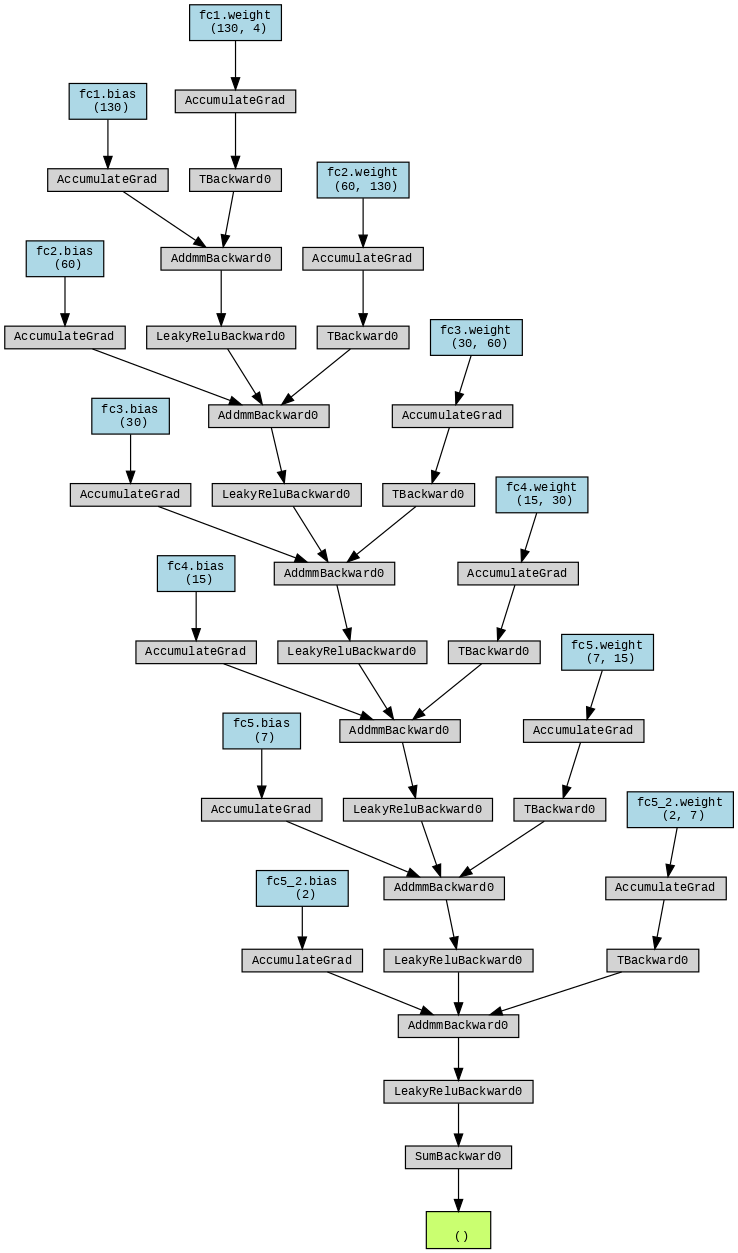 fc1.weight
(130, 4)
fc1.bias
(130)
AccumulateGrad
AccumulateGrad
TBackward0
fc2.weight
(60, 130)
fc2.bias
(60)
AddmmBackward0
AccumulateGrad
AccumulateGrad
LeakyReluBackward0
TBackward0
fc3.weight
(30, 60)
fc3.bias
(30)
AddmmBackward0
AccumulateGrad
AccumulateGrad
LeakyReluBackward0
TBackward0
fc4.weight
(15, 30)
fc4.bias
(15)
AddmmBackward0
AccumulateGrad
AccumulateGrad
LeakyReluBackward0
TBackward0
fc5.weight
(7, 15)
fc5.bias
(7)
AddmmBackward0
AccumulateGrad
AccumulateGrad
LeakyReluBackward0
TBackward0
fc5_2.weight
(2, 7)
fc5_2.bias
(2)
AddmmBackward0
AccumulateGrad
AccumulateGrad
LeakyReluBackward0
TBackward0
AddmmBackward0
LeakyReluBackward0
SumBackward0
()